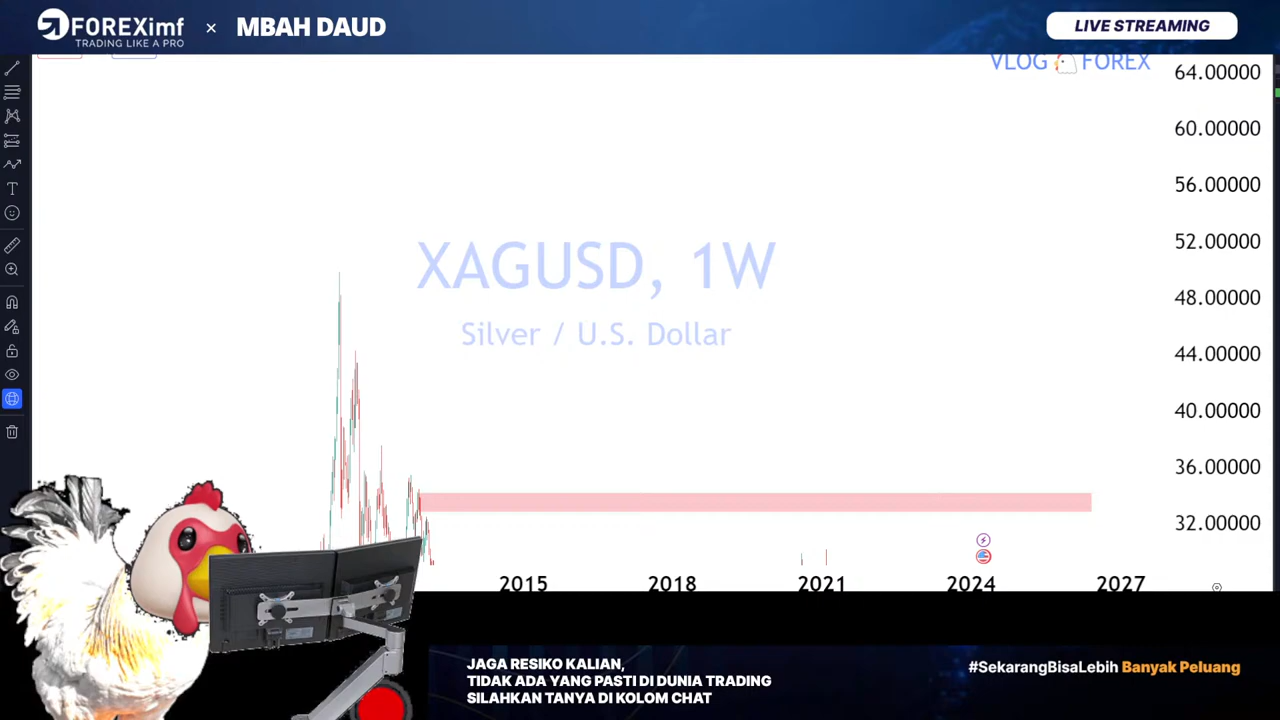 FOREXimf
TRADING LIKE A PRO
×
MBAH DAUD
LIVE STREAMING
VLOG FOREX
64.00000
60.00000
56.00000
52.00000
48.00000
44.00000
40.00000
36.00000
32.00000
XAGUSD, 1W
Silver / U.S. Dollar
2015 2018 2021 2024 2027
JAGA RESIKO KALIAN,
TIDAK ADA YANG PASTI DI DUNIA TRADING
SILAHKAN TANYA DI KOLOM CHAT
#SekarangBisaLebih Banyak Peluang